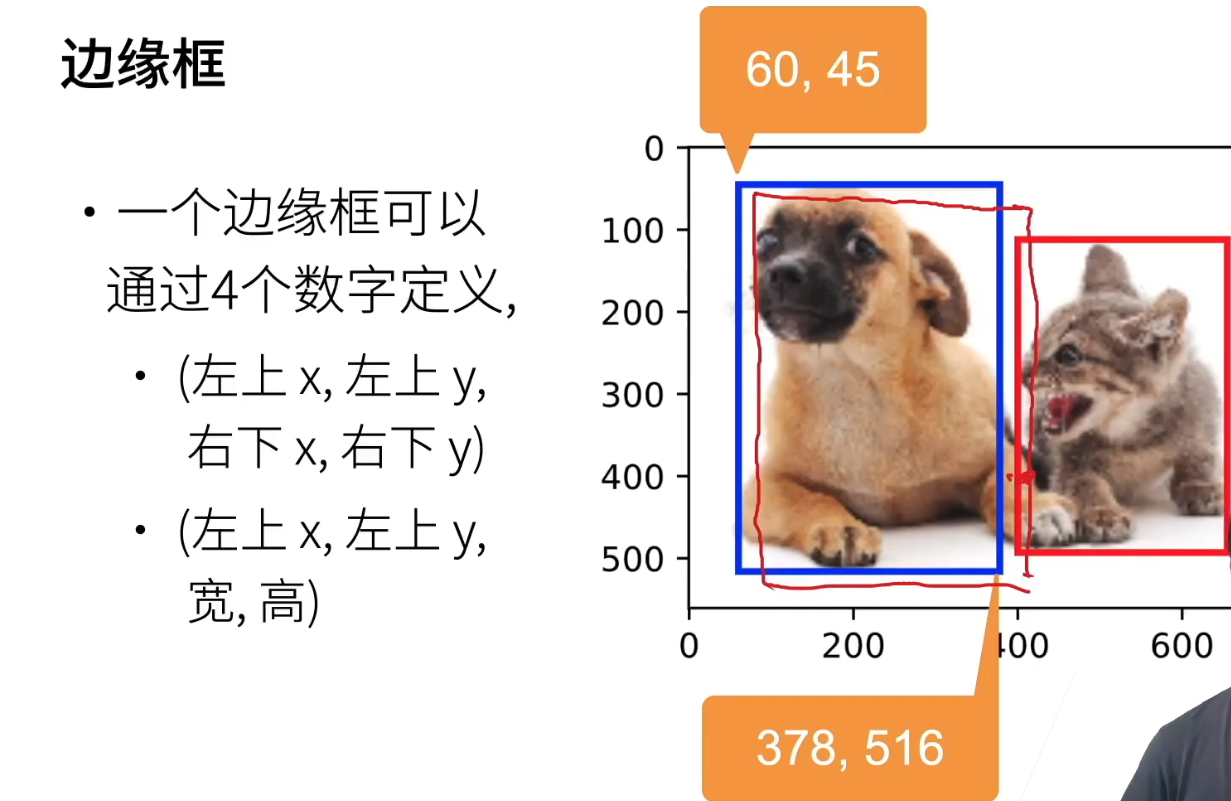 边缘框
60, 45
• 一个边缘框可以
通过4个数字定义,
• (左上 x, 左上 y,
右下 x, 右下 y)
• (左上 x, 左上 y,
宽, 高)
0
100
200
300
400
500
0 200 400 600
378, 516